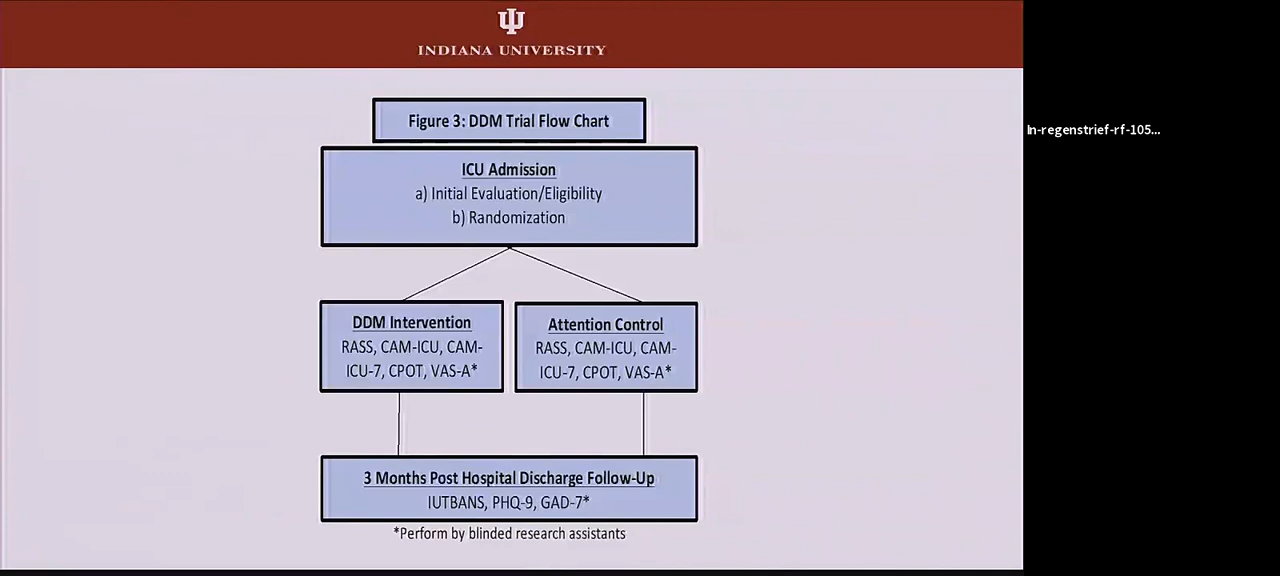 INDIANA UNIVERSITY
Figure 3: DDM Trial Flow Chart
ICU Admission
a) Initial Evaluation/Eligibility
b) Randomization
DDM Intervention
RASS, CAM-ICU, CAM-
ICU-7, CPOT, VAS-A*
Attention Control
RASS, CAM-ICU, CAM-
ICU-7, CPOT, VAS-A*
3 Months Post Hospital Discharge Follow-Up
IUTBANS, PHQ-9, GAD-7*
*Perform by blinded research assistants
In-regenstrief-rf-105...